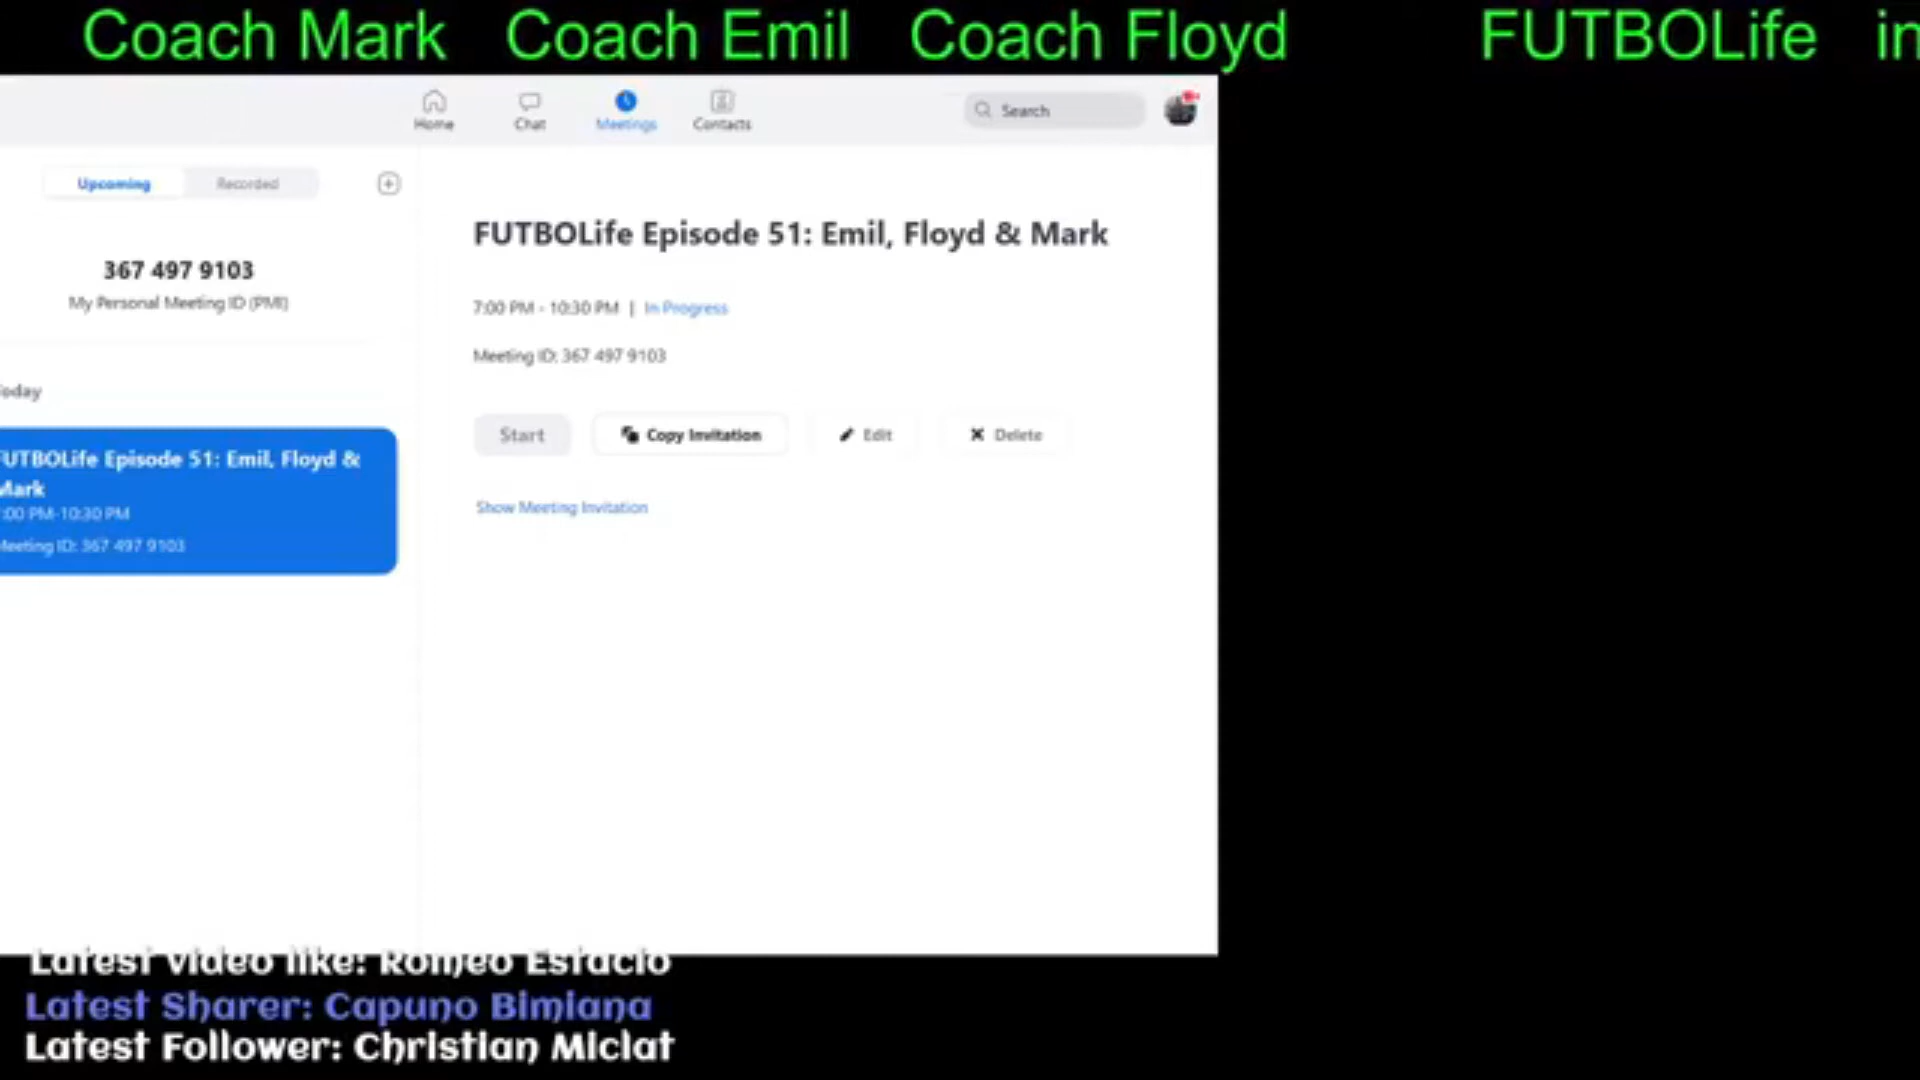 Coach Mark Coach Emil Coach Floyd FUTBOLife in
Home Chat Meetings Contacts Search
Upcoming Recorded
367 497 9103
My Personal Meeting ID (PMI)
oday
FUTBOLife Episode 51: Emil, Floyd &
Mark
:00 PM-10:30 PM
Meeting ID: 367 497 9103
FUTBOLife Episode 51: Emil, Floyd & Mark
7:00 PM - 10:30 PM | In Progress
Meeting ID: 367 497 9103
Start Copy Invitation Edit Delete
Show Meeting Invitation
Latest video like: Romeo Estacio
Latest Sharer: Capuno Bimiana
Latest Follower: Christian Miclat